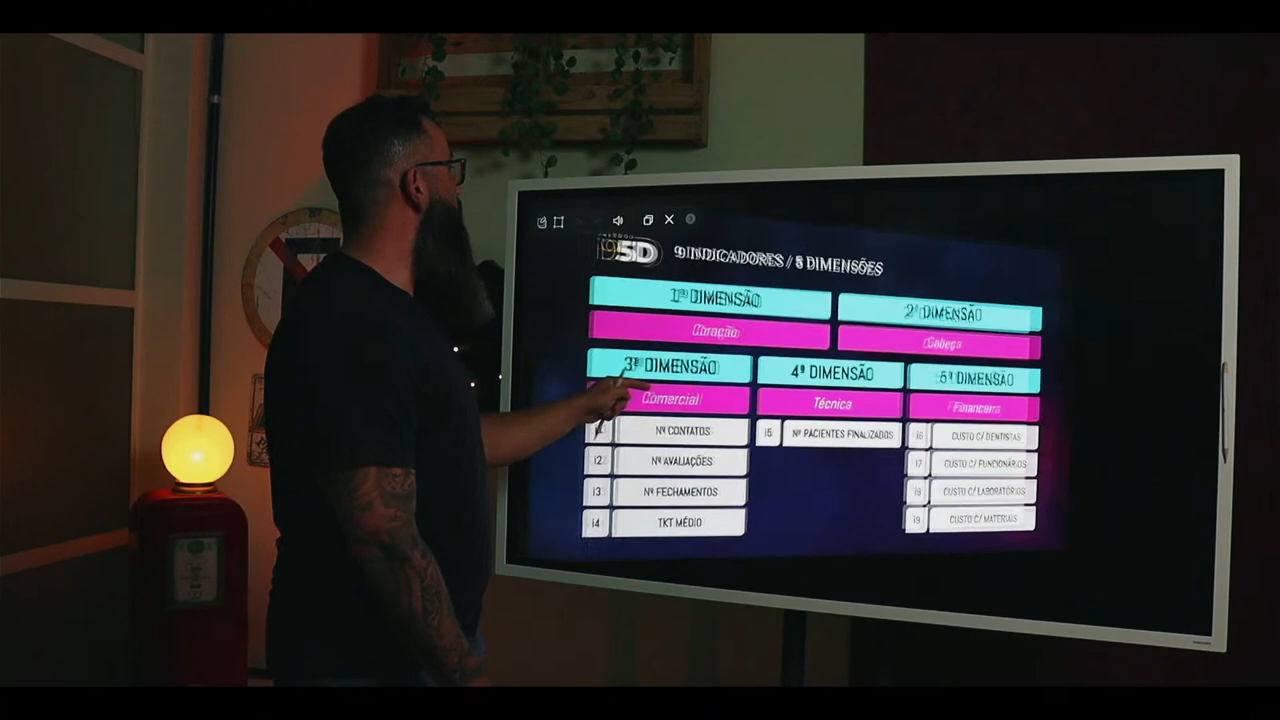 i95D
9 INDICADORES / 5 DIMENSÕES
1ª DIMENSÃO
2ª DIMENSÃO
Coração
Cabeça
3ª DIMENSÃO
4ª DIMENSÃO
5ª DIMENSÃO
Comercial
Técnica
Financeira
Nº CONTATOS
i5
Nº PACIENTES FINALIZADOS
i6
CUSTO C/ DENTISTAS
i2
Nº AVALIAÇÕES
i7
CUSTO C/ FUNCIONÁRIOS
i3
Nº FECHAMENTOS
i8
CUSTO C/ LABORATÓRIOS
i4
TKT MÉDIO
i9
CUSTO C/ MATERIAIS